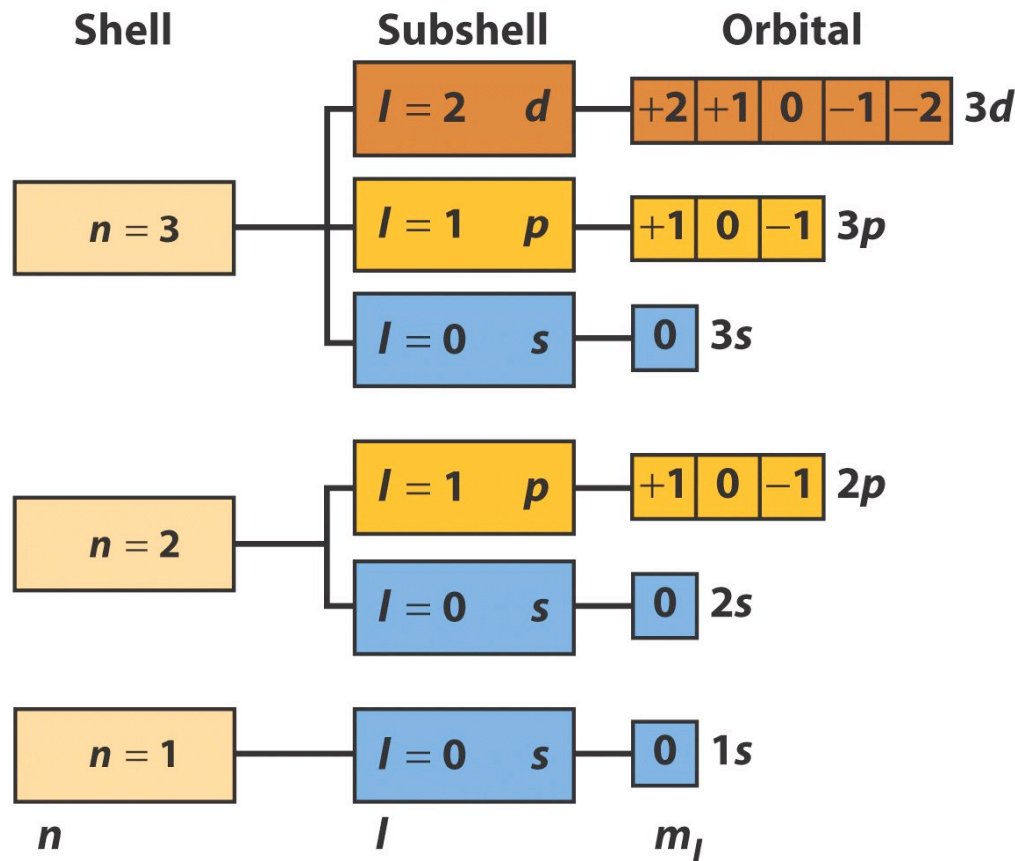 Shell Subshell Orbital
l = 2 d +2 +1 0 −1 −2 3d
n = 3 l = 1 p +1 0 −1 3p
l = 0 s 0 3s
l = 1 p +1 0 −1 2p
n = 2
l = 0 s 0 2s
n = 1 l = 0 s 0 1s
n l mₗ